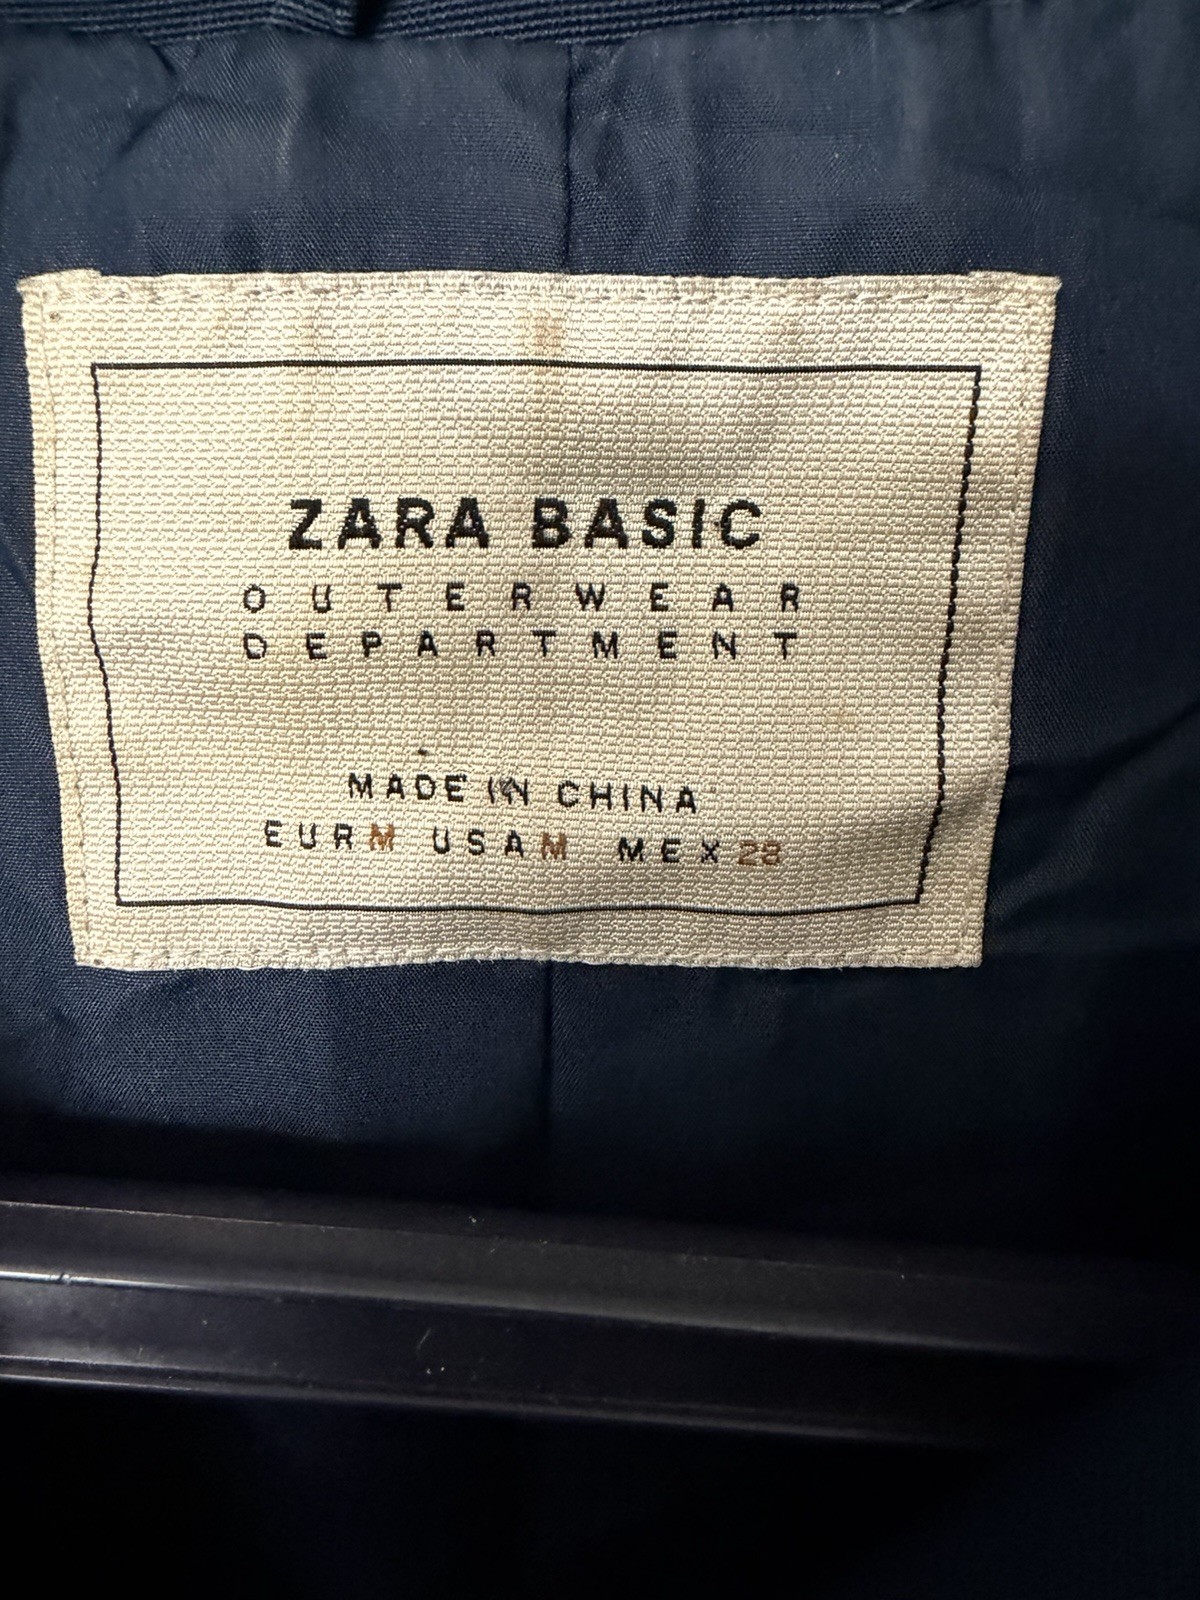 ZARA BASIC
OUTERWEAR
DEPARTMENT
MADE IN CHINA
EUR M USA M MEX 28